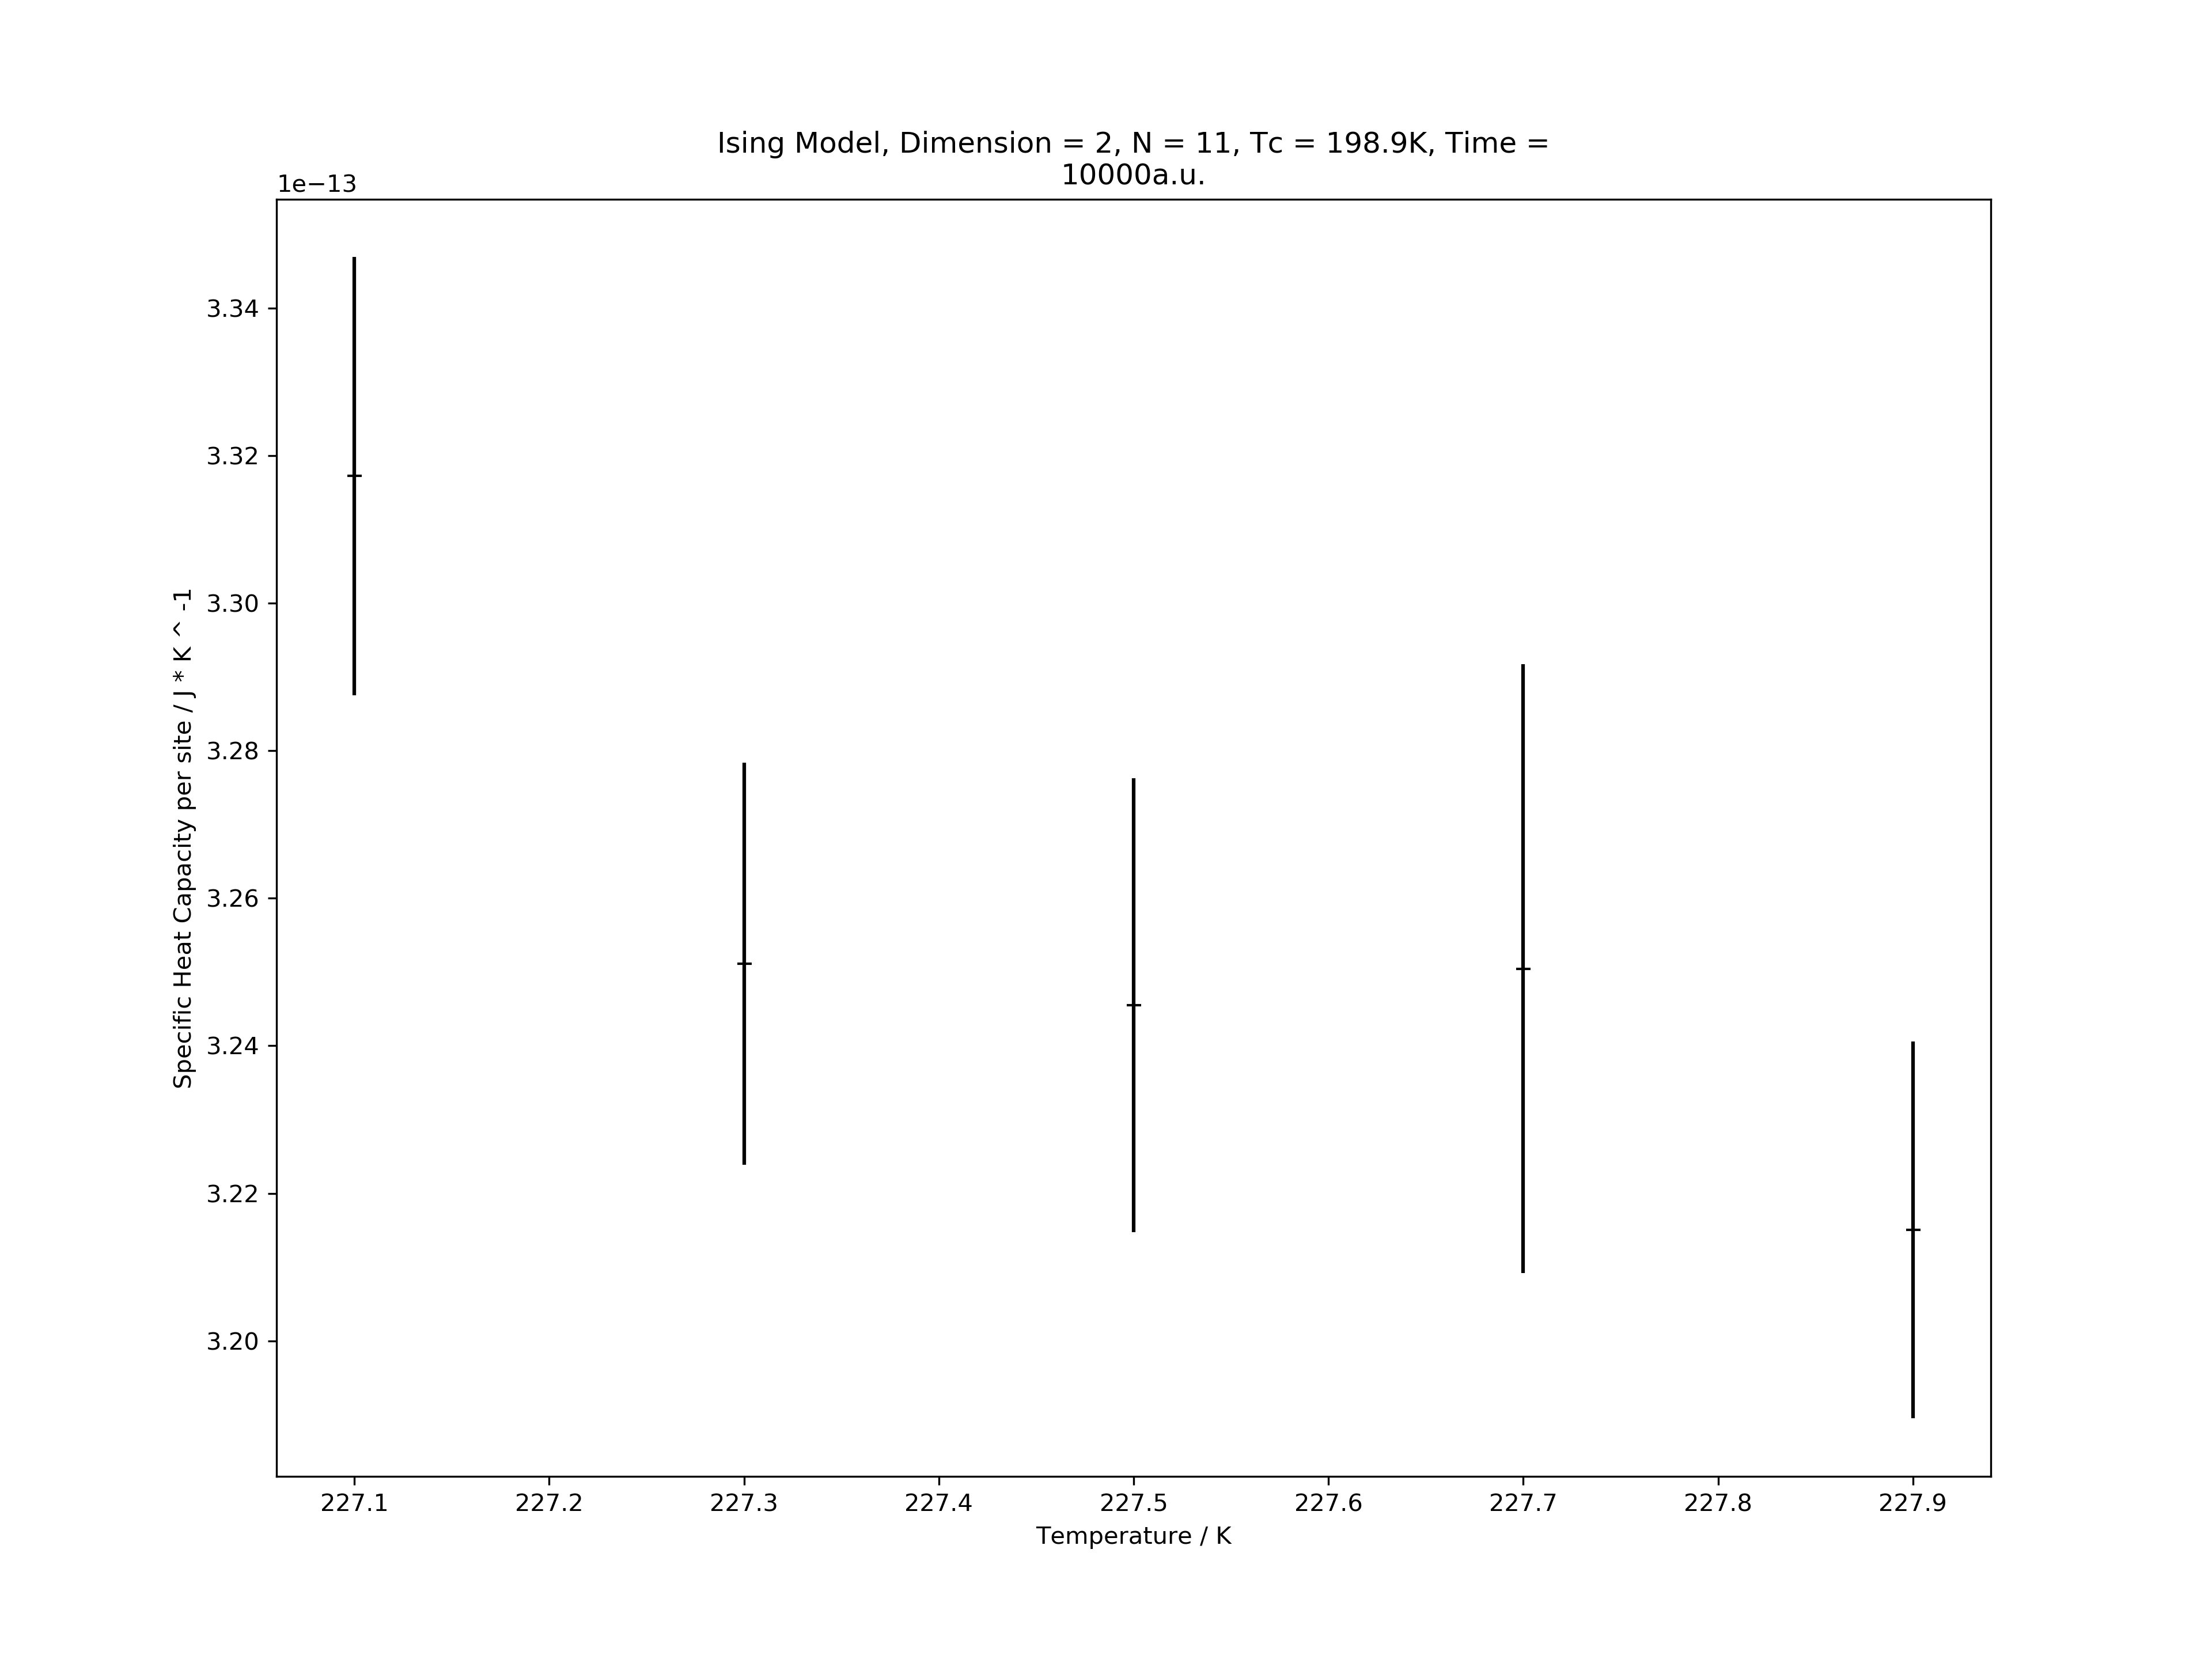 Ising Model, Dimension = 2, N = 11, Tc = 198.9K, Time =
10000a.u.
1e−13
3.34
3.32
3.30
3.28
3.26
3.24
3.22
3.20
Specific Heat Capacity per site / J * K ^ -1
227.1 227.2 227.3 227.4 227.5 227.6 227.7 227.8 227.9
Temperature / K